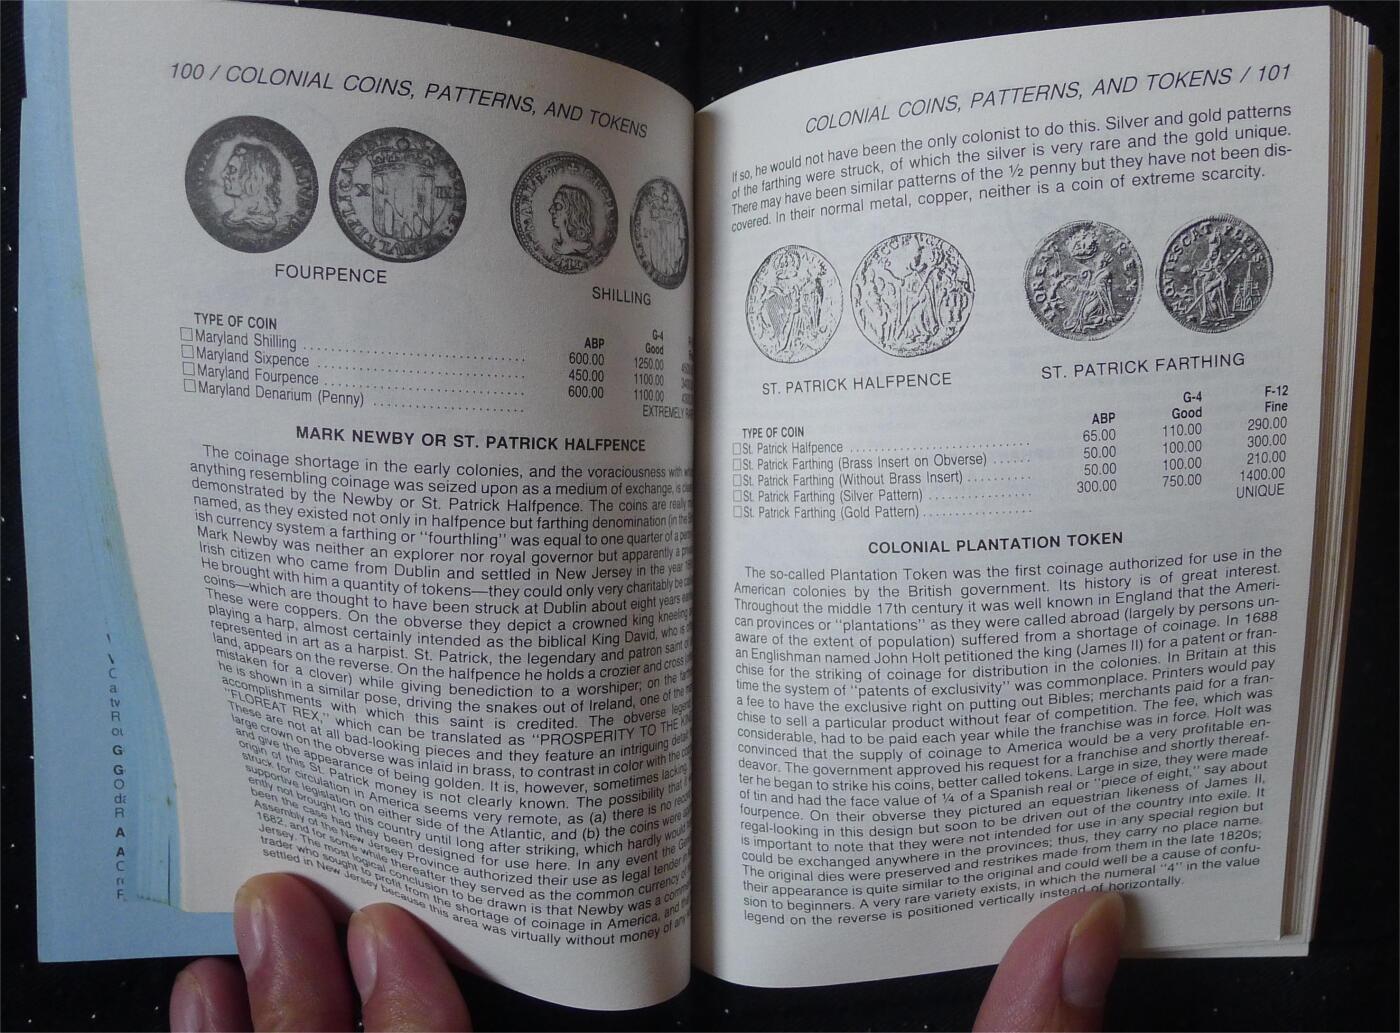 100 / COLONIAL COINS, PATTERNS, AND TOKENS
FOURPENCE
SHILLING
TYPE OF COIN ABP G-4 Good
☐ Maryland Shilling 600.00 1250.00
☐ Maryland Sixpence 450.00 1100.00
☐ Maryland Fourpence 600.00 1100.00
☐ Maryland Denarium (Penny) EXTREMELY
MARK NEWBY OR ST. PATRICK HALFPENCE
The coinage shortage in the early colonies, and the voraciousness with
anything resembling coinage was seized upon as a medium of exchange, is
demonstrated by the Newby or St. Patrick Halfpence. The coins are really
named, as they existed not only in halfpence but farthing denomination (in the
ish currency system a farthing or "fourthling" was equal to one quarter of a
Mark Newby was neither an explorer nor royal governor but apparently a
Irish citizen who came from Dublin and settled in New Jersey in the year
He brought with him a quantity of tokens—they could only very charitably be
coins—which are thought to have been struck at Dublin about eight years
These were coppers. On the obverse they depict a crowned king kneeling
playing a harp, almost certainly intended as the biblical King David, who is
represented in art as a harpist. St. Patrick, the legendary and patron saint of
land, appears on the reverse. On the halfpence he holds a crozier and cross
mistaken for a clover) while giving benediction to a worshiper; on the
he is shown in a similar pose, driving the snakes out of Ireland, one of the
accomplishments with which this saint is credited. The obverse legend
"FLOREAT REX," which can be translated as "PROSPERITY TO THE
These are not at all bad-looking pieces and they feature an intriguing detail
large crown on the obverse was inlaid in brass, to contrast in color with the
and give the appearance of being golden. It is, however, sometimes lacking.
origin of this St. Patrick money is not clearly known. The possibility that
struck for circulation in America seems very remote, as (a) there is no
supportive legislation on either side of the Atlantic, and (b) the coins were
ently not brought to this country until long after striking, which hardly would
been the case had they been designed for use here. In any event the
Assembly of the New Jersey Province authorized their use as legal tender in
1682, and for some while thereafter they served as the common currency of
Jersey. The most logical conclusion to be drawn is that Newby was a
trader who sought to profit from the shortage of coinage in America, and
settled in New Jersey because this area was virtually without money of any
COLONIAL COINS, PATTERNS, AND TOKENS / 101
If so, he would not have been the only colonist to do this. Silver and gold patterns
of the farthing were struck, of which the silver is very rare and the gold unique.
There may have been similar patterns of the ½ penny but they have not been dis-
covered. In their normal metal, copper, neither is a coin of extreme scarcity.
ST. PATRICK HALFPENCE
ST. PATRICK FARTHING
TYPE OF COIN ABP G-4 Good F-12 Fine
☐ St. Patrick Halfpence 65.00 110.00 290.00
☐ St. Patrick Farthing (Brass Insert on Obverse) 50.00 100.00 300.00
☐ St. Patrick Farthing (Without Brass Insert) 50.00 100.00 210.00
☐ St. Patrick Farthing (Silver Pattern) 300.00 750.00 1400.00
☐ St. Patrick Farthing (Gold Pattern) UNIQUE
COLONIAL PLANTATION TOKEN
The so-called Plantation Token was the first coinage authorized for use in the
American colonies by the British government. Its history is of great interest.
Throughout the middle 17th century it was well known in England that the Ameri-
can provinces or "plantations" as they were called abroad (largely by persons un-
aware of the extent of population) suffered from a shortage of coinage. In 1688
an Englishman named John Holt petitioned the king (James II) for a patent or fran-
chise for the striking of coinage for distribution in the colonies. In Britain at this
time the system of "patents of exclusivity" was commonplace. Printers would pay
a fee to have the exclusive right on putting out Bibles; merchants paid for a fran-
chise to sell a particular product without fear of competition. The fee, which was
considerable, had to be paid each year while the franchise was in force. Holt was
convinced that the supply of coinage to America would be a very profitable en-
deavor. The government approved his request for a franchise and shortly thereaf-
ter he began to strike his coins, better called tokens. Large in size, they were made
of tin and had the face value of ¼ of a Spanish real or "piece of eight," say about
fourpence. On their obverse they pictured an equestrian likeness of James II,
regal-looking in this design but soon to be driven out of the country into exile. It
is important to note that they were not intended for use in any special region but
could be exchanged anywhere in the provinces; thus, they carry no place name.
The original dies were preserved and restrikes made from them in the late 1820s;
their appearance is quite similar to the original and could well be a cause of confu-
sion to beginners. A very rare variety exists, in which the numeral "4" in the value
legend on the reverse is positioned vertically instead of horizontally.